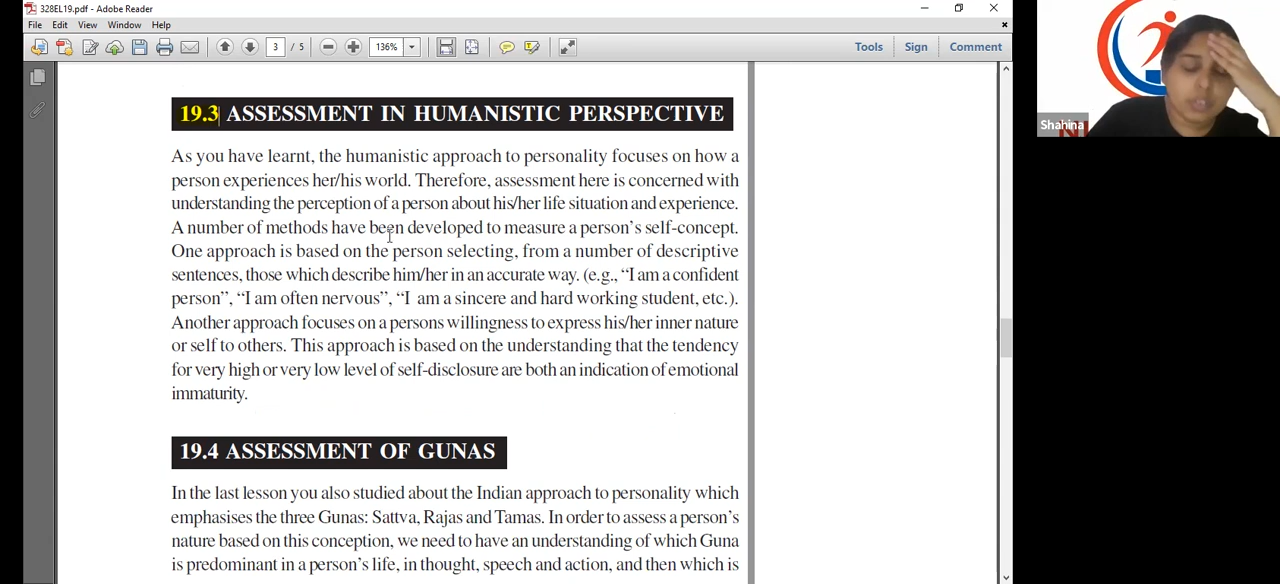 328EL19.pdf - Adobe Reader
File Edit View Window Help
3 / 5 136% Tools Sign Comment
19.3 ASSESSMENT IN HUMANISTIC PERSPECTIVE
As you have learnt, the humanistic approach to personality focuses on how a
person experiences her/his world. Therefore, assessment here is concerned with
understanding the perception of a person about his/her life situation and experience.
A number of methods have been developed to measure a person’s self-concept.
One approach is based on the person selecting, from a number of descriptive
sentences, those which describe him/her in an accurate way. (e.g., “I am a confident
person”, “I am often nervous”, “I am a sincere and hard working student, etc.).
Another approach focuses on a persons willingness to express his/her inner nature
or self to others. This approach is based on the understanding that the tendency
for very high or very low level of self-disclosure are both an indication of emotional
immaturity.
19.4 ASSESSMENT OF GUNAS
In the last lesson you also studied about the Indian approach to personality which
emphasises the three Gunas: Sattva, Rajas and Tamas. In order to assess a person’s
nature based on this conception, we need to have an understanding of which Guna
is predominant in a person’s life, in thought, speech and action, and then which is
Shahina